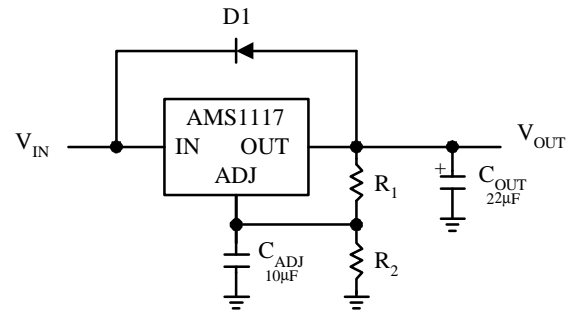 D1
AMS1117
V_IN
IN OUT
V_OUT
ADJ
+
R_1
C_OUT
22μF
C_ADJ
10μF
R_2